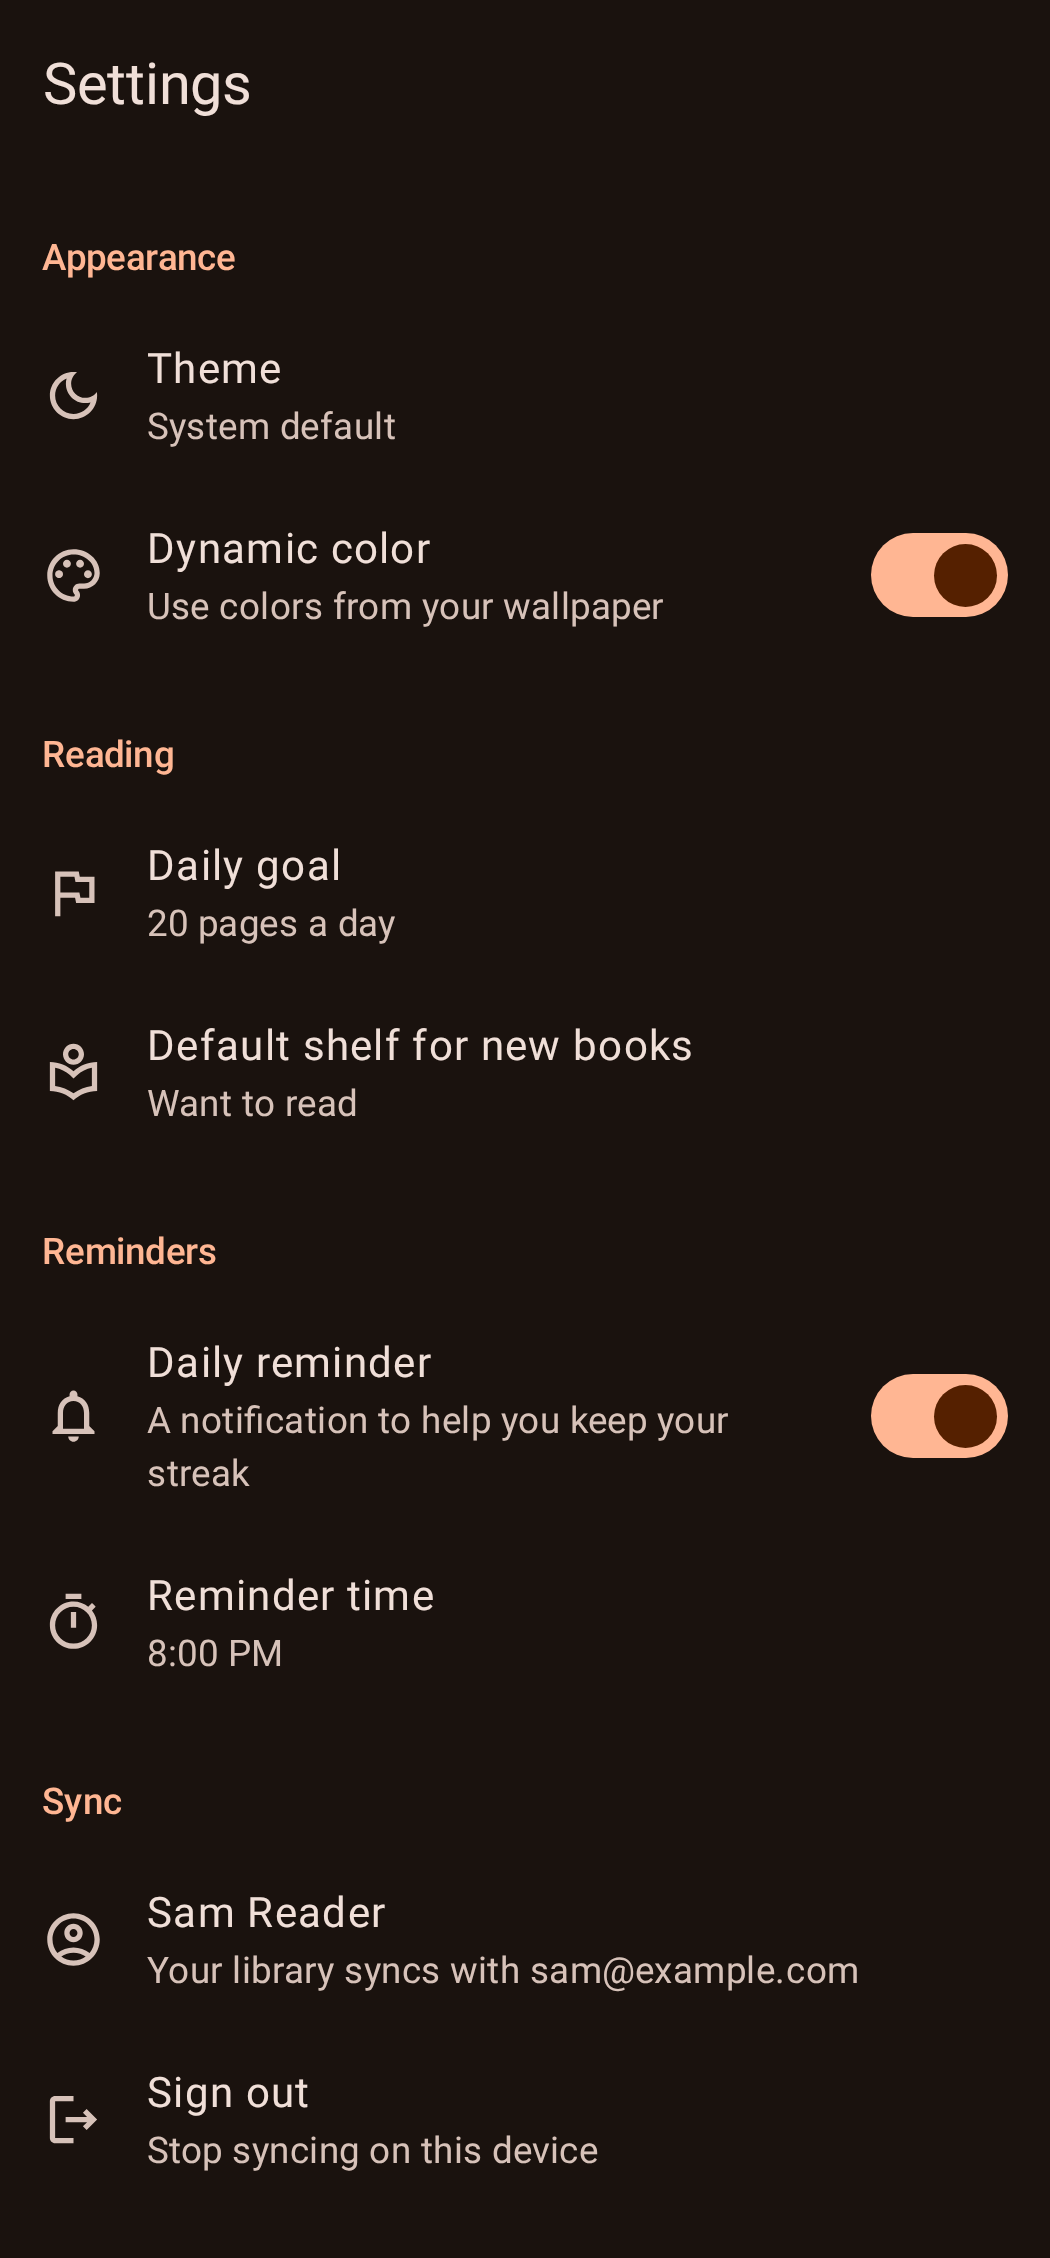 Settings
Appearance
Theme
System default
Dynamic color
Use colors from your wallpaper
Reading
Daily goal
20 pages a day
Default shelf for new books
Want to read
Reminders
Daily reminder
A notification to help you keep your
streak
Reminder time
8:00 PM
Sync
Sam Reader
Your library syncs with sam@example.com
Sign out
Stop syncing on this device